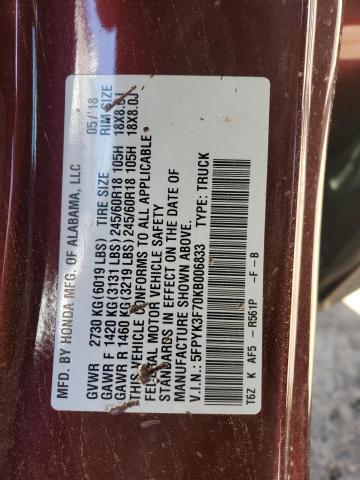 MFD. BY HONDA MFG. OF ALABAMA, LLC 05/'18
GVWR 2730 KG(6019 LBS) TIRE SIZE RIM SIZE
GAWR F 1420 KG(3131 LBS)245/60R18 105H 18X8.0J
GAWR R 1460 KG(3219 LBS)245/60R18 105H 18X8.0J
THIS VEHICLE CONFORMS TO ALL APPLICABLE
FEDERAL MOTOR VEHICLE SAFETY
STANDARDS IN EFFECT ON THE DATE OF
MANUFACTURE SHOWN ABOVE.
V.I.N.: 5FPYK3F70KB006833 TYPE: TRUCK
T6Z K AF5 - R561P -F -B